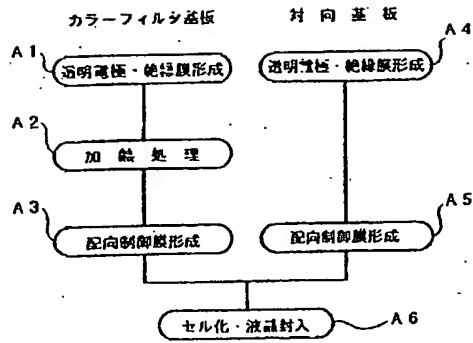 カラーフィルタ基板 対向基板
A1 透明電極・絶縁膜形成 透明電極・絶縁膜形成 A4
A2 加熱処理
A3 配向制御膜形成 配向制御膜形成 A5
セル化・液晶封入 A6